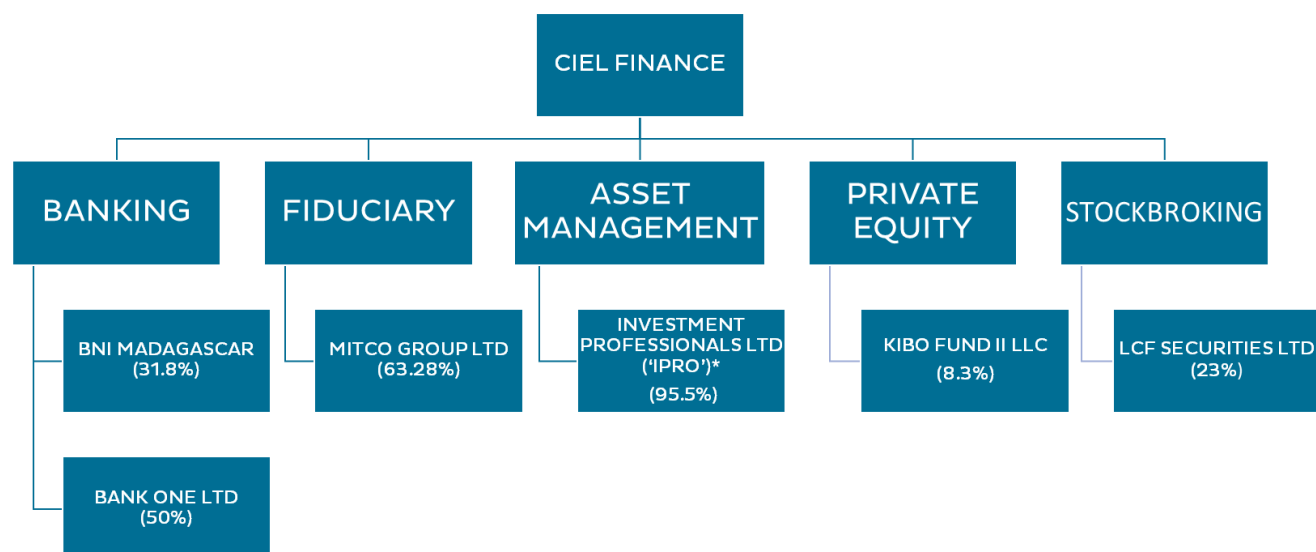 CIEL FINANCE
BANKING
FIDUCIARY
ASSET
MANAGEMENT
PRIVATE
EQUITY
STOCKBROKING
BNI MADAGASCAR
(31.8%)
MITCO GROUP LTD
(63.28%)
INVESTMENT
PROFESSIONALS LTD
(‘IPRO’)*
(95.5%)
KIBO FUND II LLC
(8.3%)
LCF SECURITIES LTD
(23%)
BANK ONE LTD
(50%)